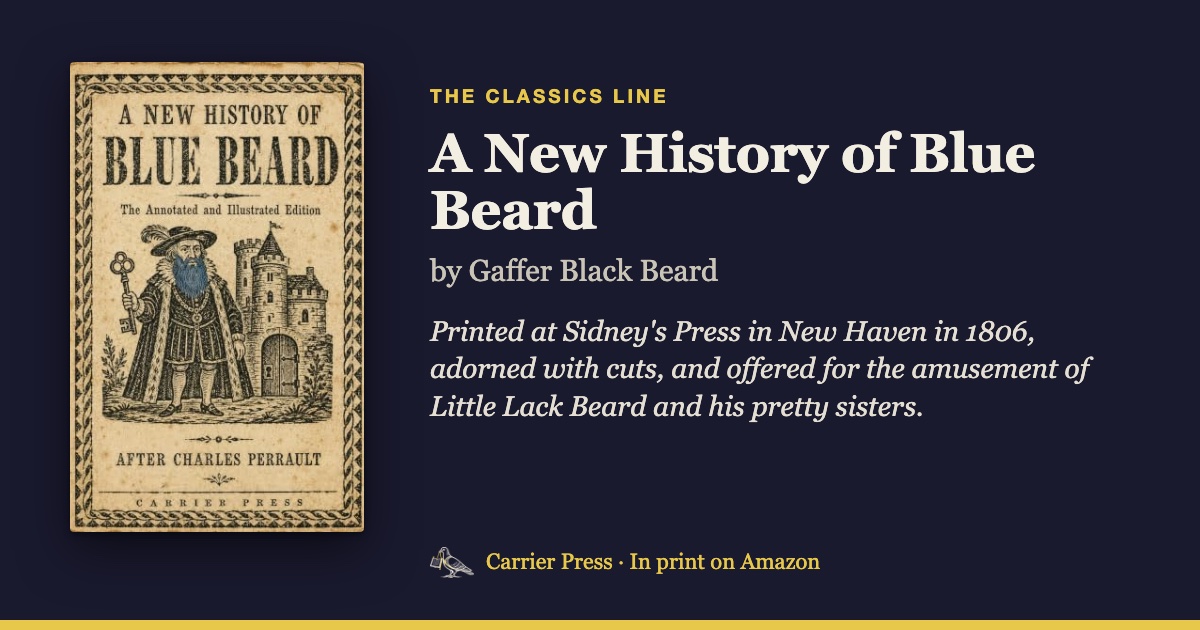 A NEW HISTORY OF
BLUE BEARD
The Annotated and Illustrated Edition
AFTER CHARLES PERRAULT
CARRIER PRESS
THE CLASSICS LINE
A New History of Blue
Beard
by Gaffer Black Beard
Printed at Sidney's Press in New Haven in 1806,
adorned with cuts, and offered for the amusement of
Little Lack Beard and his pretty sisters.
Carrier Press · In print on Amazon